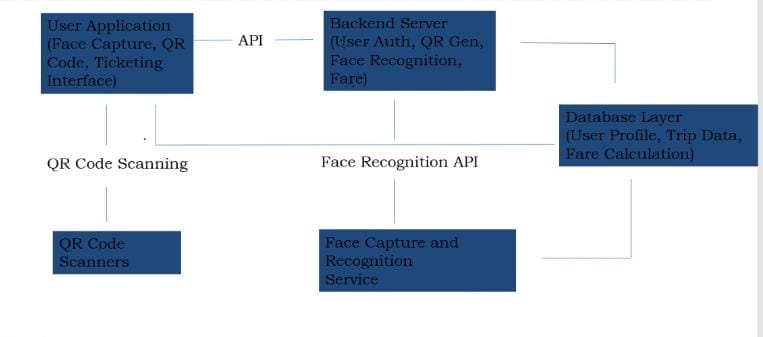 User Application
(Face Capture, QR
Code, Ticketing
Interface)
API
Backend Server
(User Auth, QR Gen,
Face Recognition,
Fare)
Database Layer
(User Profile, Trip Data,
Fare Calculation)
QR Code Scanning
Face Recognition API
QR Code
Scanners
Face Capture and
Recognition
Service